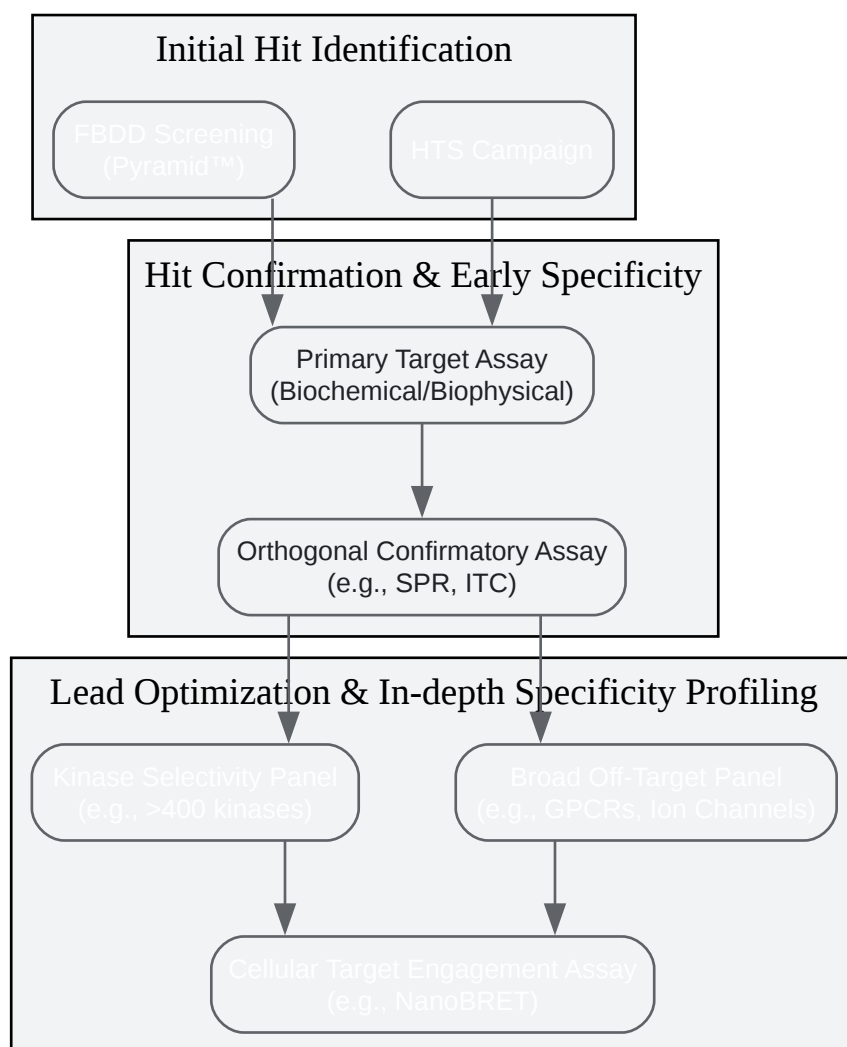 Initial Hit Identification
FBDD Screening
(Pyramid™)
HTS Campaign
Hit Confirmation & Early Specificity
Primary Target Assay
(Biochemical/Biophysical)
Orthogonal Confirmatory Assay
(e.g., SPR, ITC)
Lead Optimization & In-depth Specificity Profiling
Kinase Selectivity Panel
(e.g., >400 kinases)
Broad Off-Target Panel
(e.g., GPCRs, Ion Channels)
Cellular Target Engagement Assay
(e.g., NanoBRET)